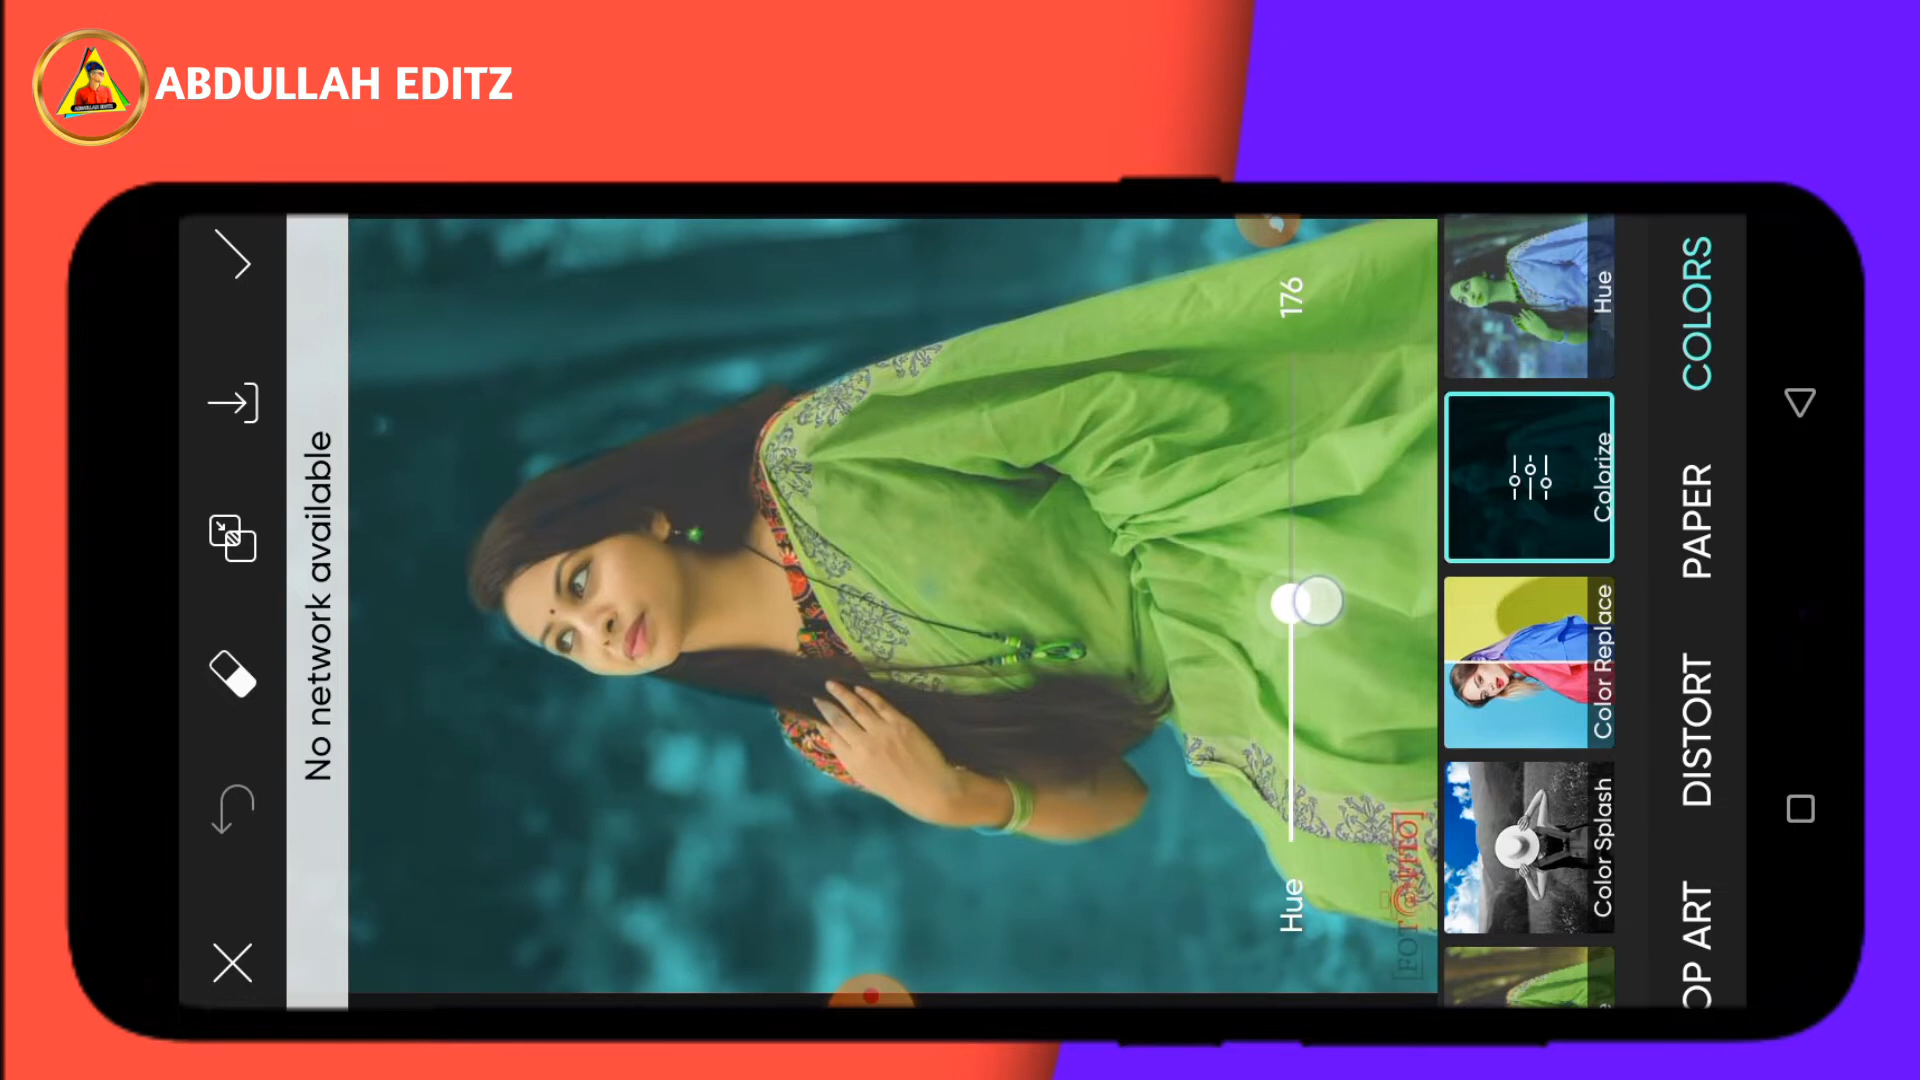 ABDULLAH EDITZ
No network available
Hue
176
Hue
Colorize
Color Replace
Color Splash
COLORS
PAPER
DISTORT
OP ART